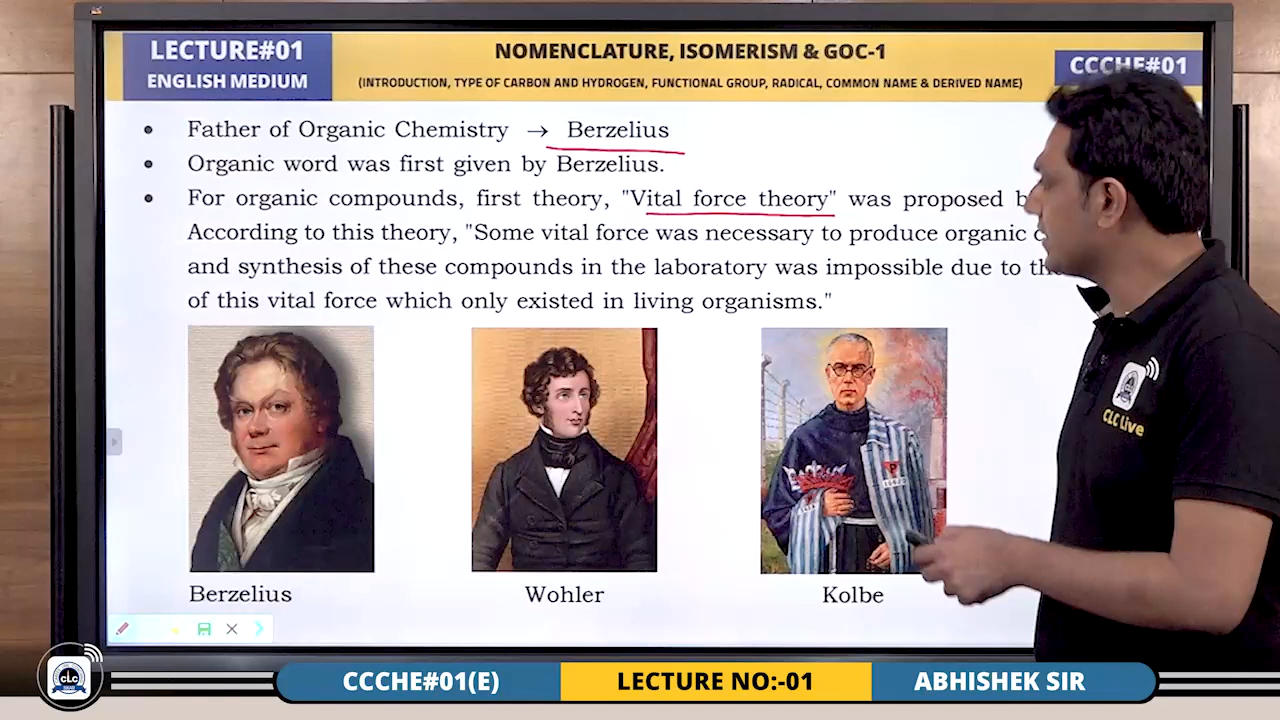 LECTURE#01
ENGLISH MEDIUM
NOMENCLATURE, ISOMERISM & GOC-1
(INTRODUCTION, TYPE OF CARBON AND HYDROGEN, FUNCTIONAL GROUP, RADICAL, COMMON NAME & DERIVED NAME)
CCCHE#01
• Father of Organic Chemistry → Berzelius
• Organic word was first given by Berzelius.
• For organic compounds, first theory, "Vital force theory" was proposed
According to this theory, "Some vital force was necessary to produce organic
and synthesis of these compounds in the laboratory was impossible due to
of this vital force which only existed in living organisms."
Berzelius
Wohler
Kolbe
CLC Live
CLC
CCCHE#01(E)
LECTURE NO:-01
ABHISHEK SIR